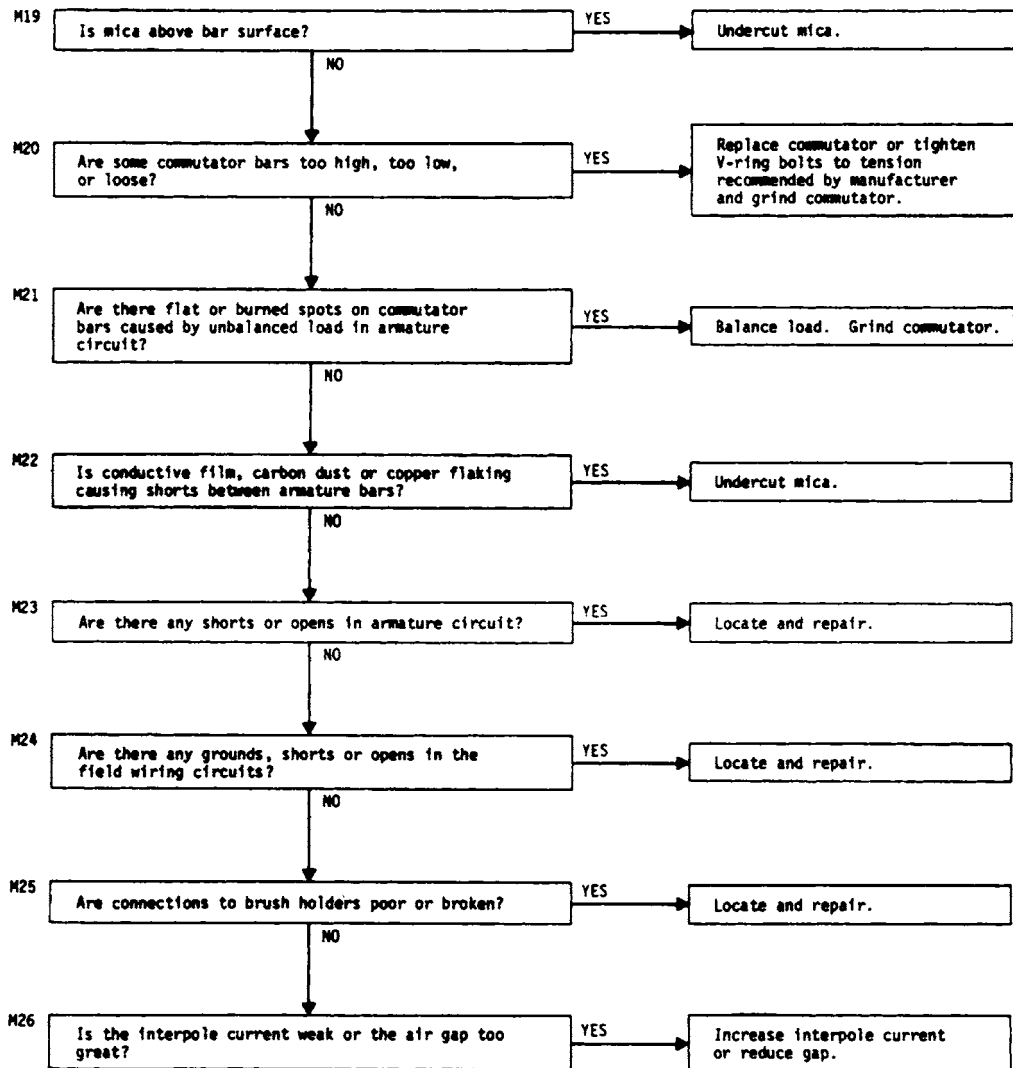 M19
Is mica above bar surface?
YES
Undercut mica.
NO
M20
Are some commutator bars too high, too low,
or loose?
YES
Replace commutator or tighten
V-ring bolts to tension
recommended by manufacturer
and grind commutator.
NO
M21
Are there flat or burned spots on commutator
bars caused by unbalanced load in armature
circuit?
YES
Balance load. Grind commutator.
NO
M22
Is conductive film, carbon dust or copper flaking
causing shorts between armature bars?
YES
Undercut mica.
NO
M23
Are there any shorts or opens in armature circuit?
YES
Locate and repair.
NO
M24
Are there any grounds, shorts or opens in the
field wiring circuits?
YES
Locate and repair.
NO
M25
Are connections to brush holders poor or broken?
YES
Locate and repair.
NO
M26
Is the interpole current weak or the air gap too
great?
YES
Increase interpole current
or reduce gap.